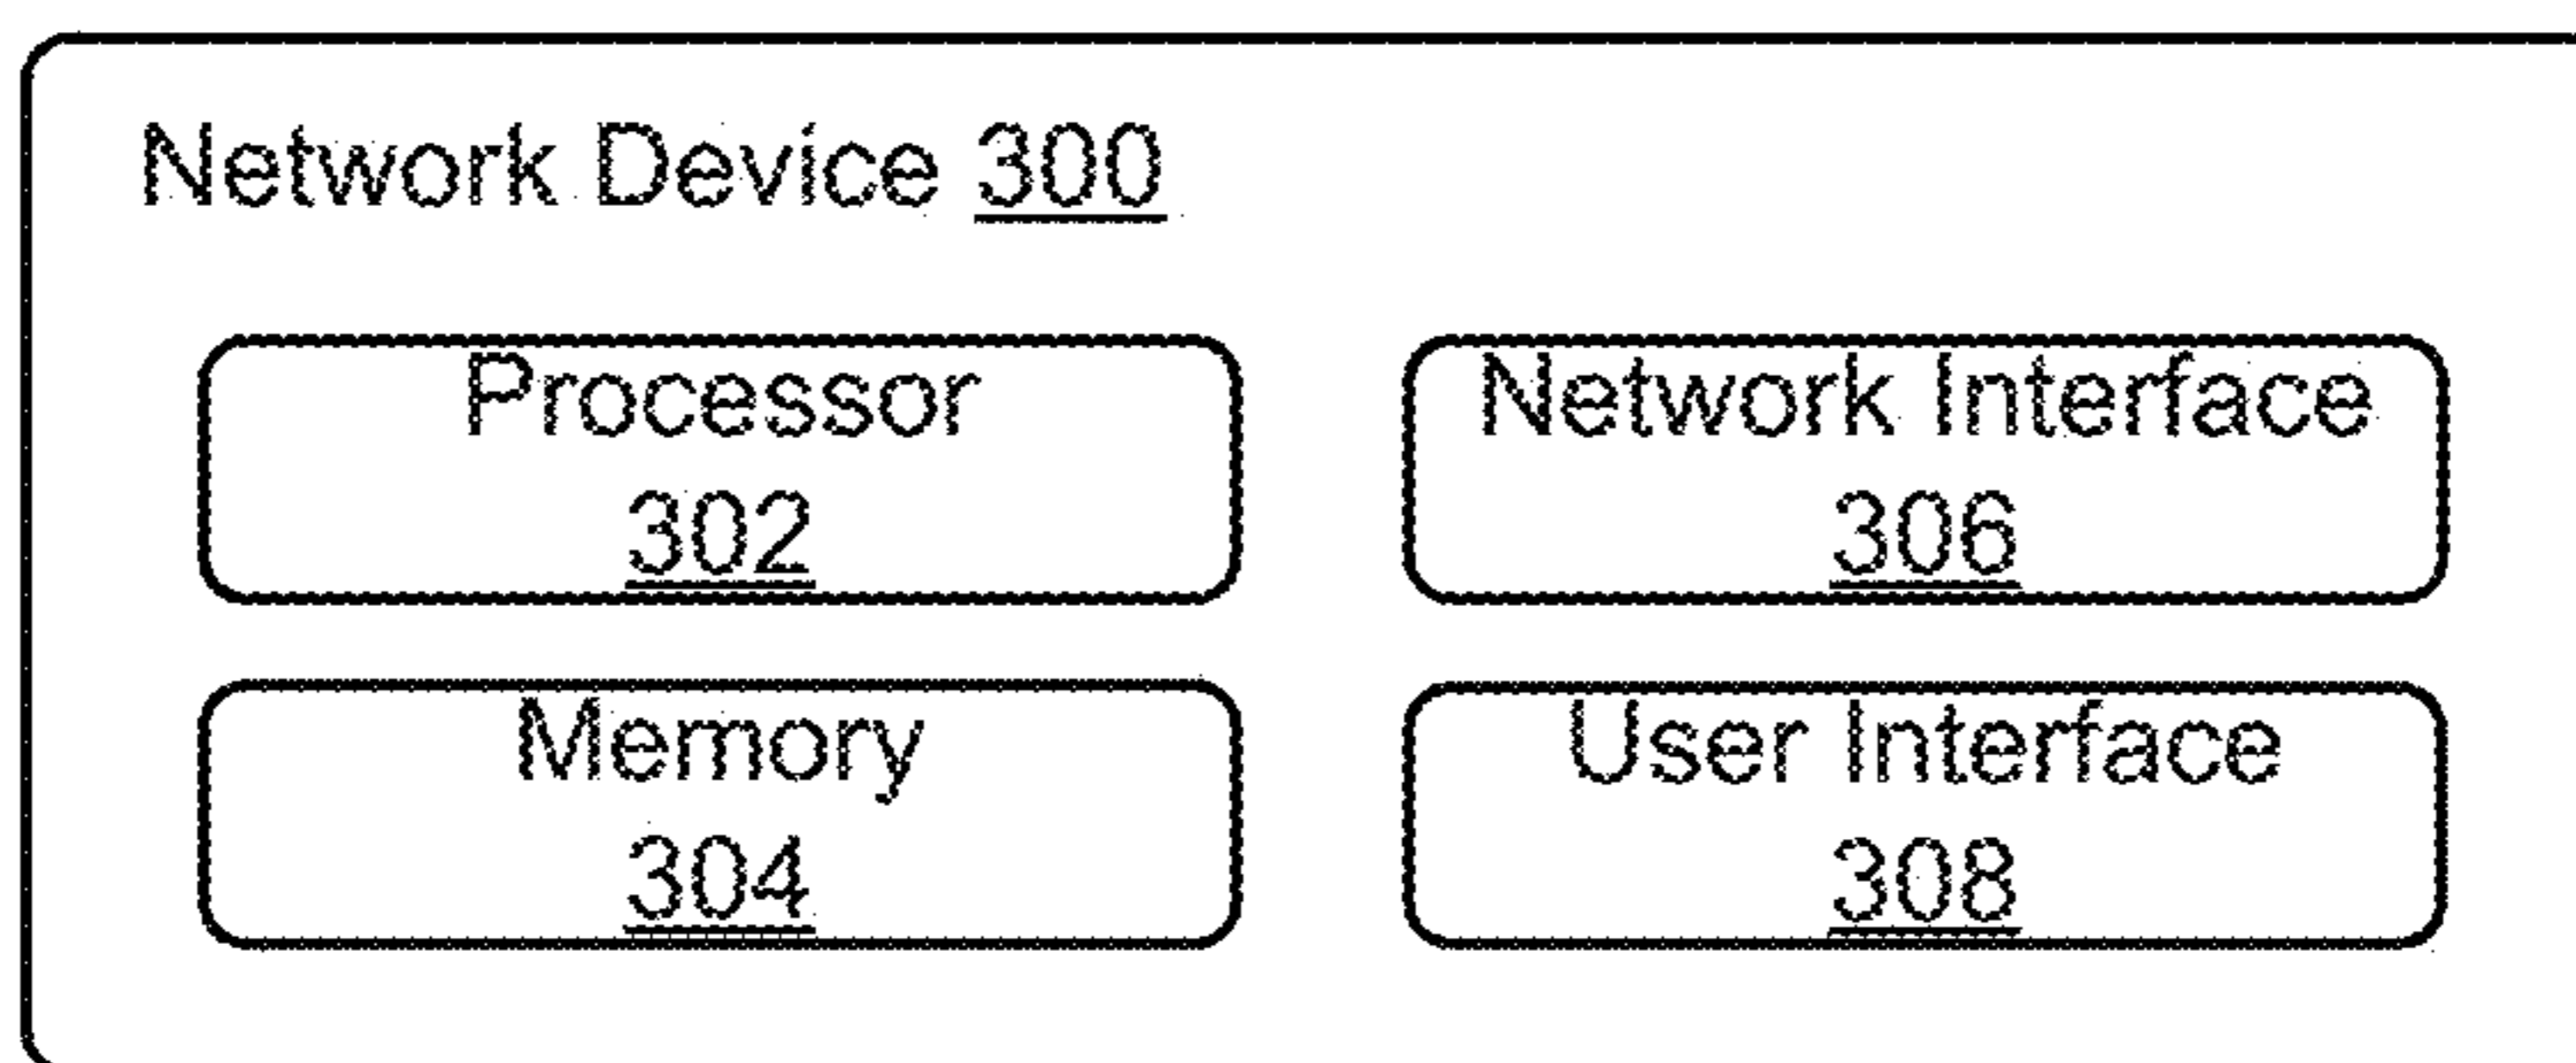 Network Device 300
Processor
302
Network Interface
306
Memory
304
User Interface
308